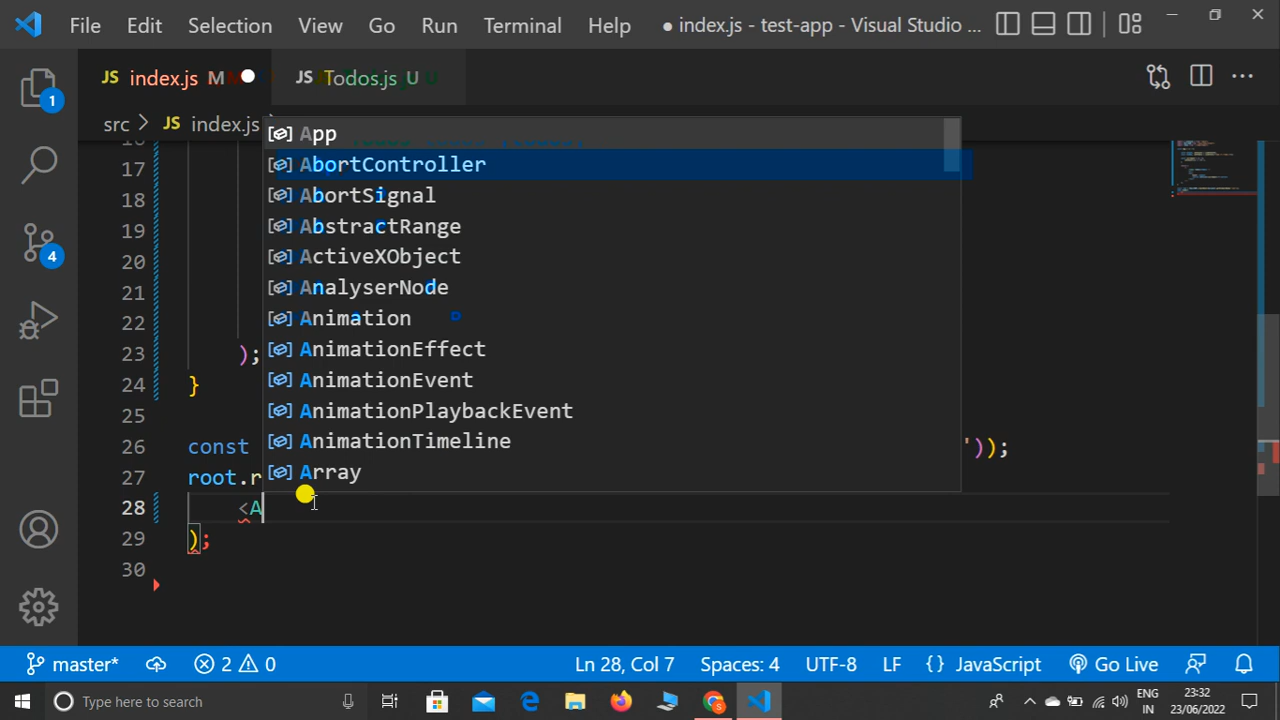 File Edit Selection View Go Run Terminal Help ● index.js - test-app - Visual Studio ...
JS index.js M JS Todos.js U
src > JS index.js
App
17 AbortController
18 AbortSignal
19 AbstractRange
20 ActiveXObject
21 AnalyserNode
22 Animation
23 ); AnimationEffect
24 } AnimationEvent
25 AnimationPlaybackEvent
26 const AnimationTimeline '));
27 root.r Array
28 <A
29 );
30
1
4
master* 2 0 Ln 28, Col 7 Spaces: 4 UTF-8 LF {} JavaScript Go Live
Type here to search ENG IN 23:32 23/06/2022